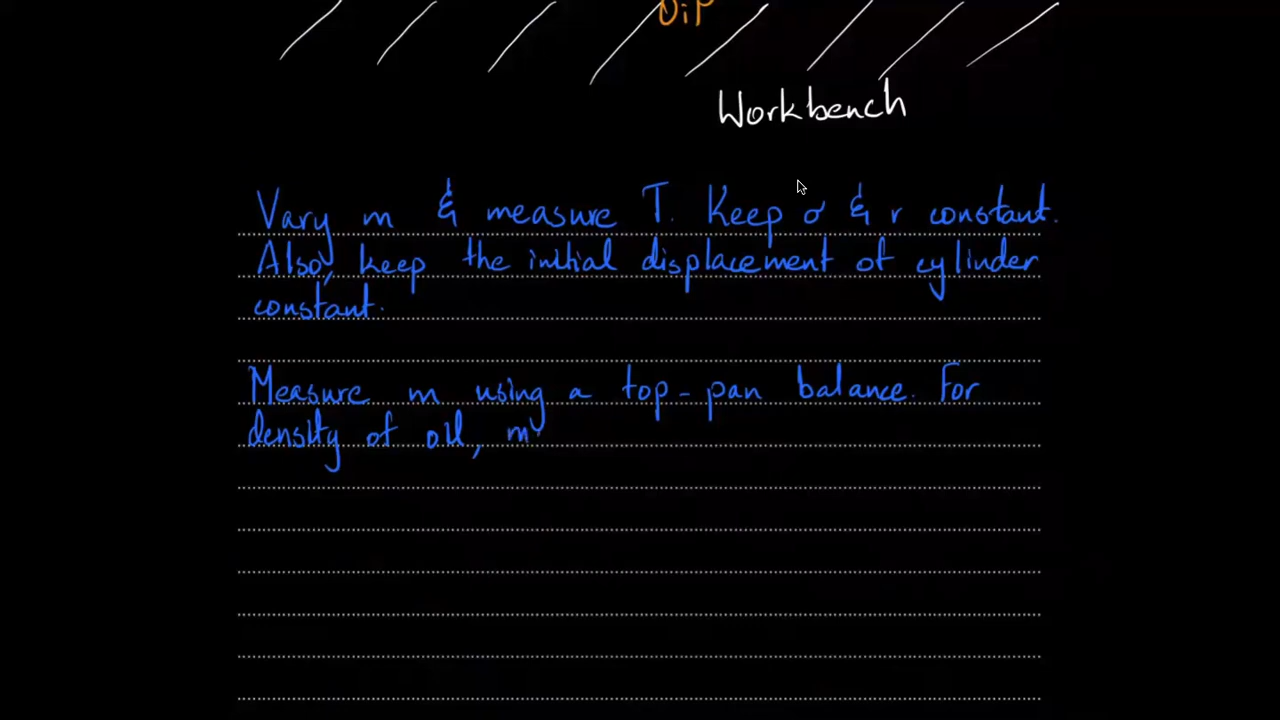 OiP
Workbench
Vary m & measure T. Keep σ & r constant.
Also, keep the initial displacement of cylinder
constant.
Measure m using a top-pan balance. For
density of oil, m